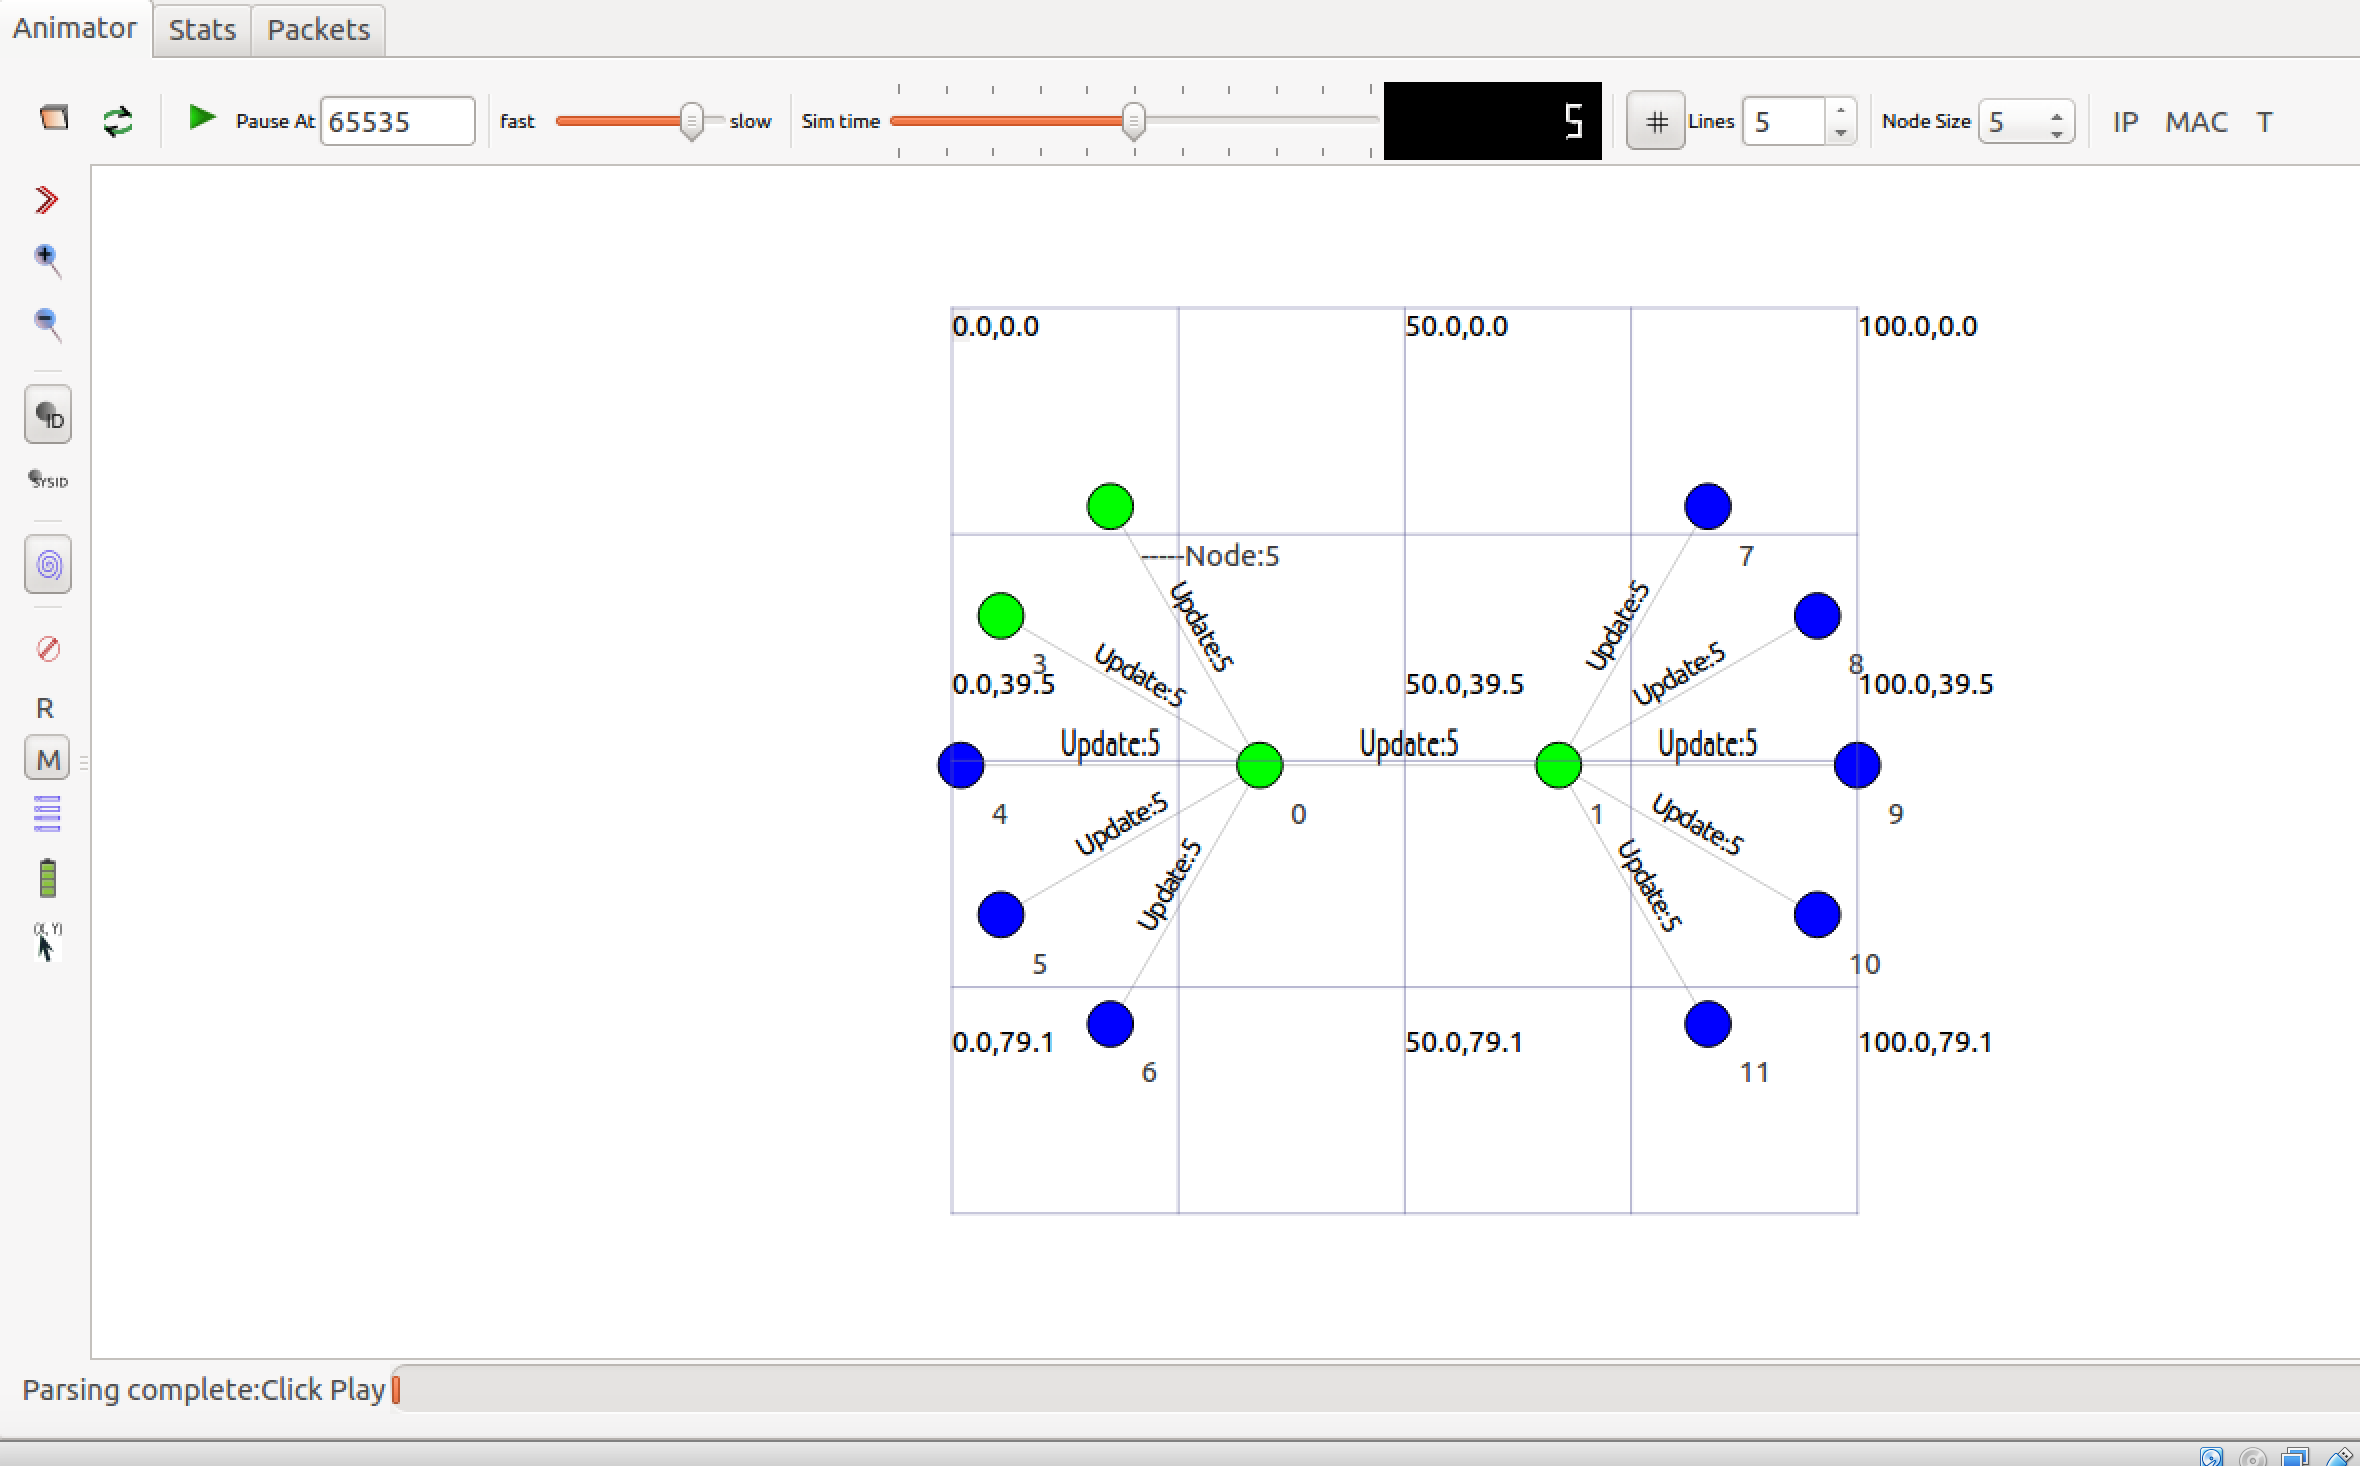 Animator Stats Packets
Pause At 65535 fast slow Sim time 5 # Lines 5 Node Size 5 IP MAC T
ID
SYSID
R
M
(X, Y)
0.0,0.0 50.0,0.0 100.0,0.0
-----Node:5 7
Update:5 Update:5
3 Update:5 Update:5 8
0.0,39.5 50.0,39.5 100.0,39.5
Update:5 Update:5 Update:5
4 0 1 9
Update:5 Update:5
Update:5 Update:5
5 10
0.0,79.1 50.0,79.1 100.0,79.1
6 11
Parsing complete:Click Play